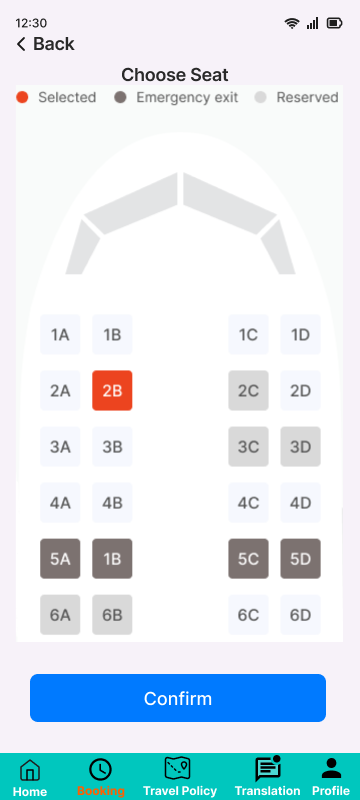 12:30
Back
Choose Seat
Selected Emergency exit Reserved
1A 1B 1C 1D
2A 2B 2C 2D
3A 3B 3C 3D
4A 4B 4C 4D
5A 1B 5C 5D
6A 6B 6C 6D
Confirm
Home Booking Travel Policy Translation Profile